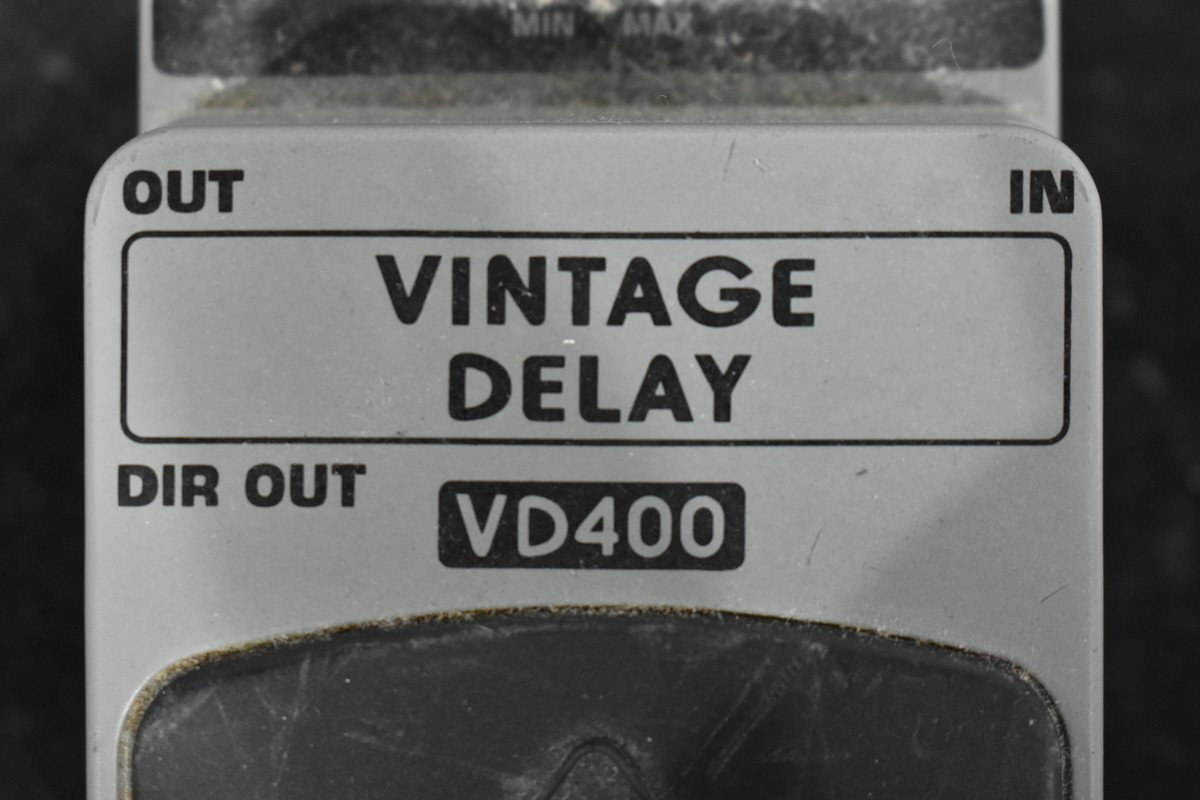 MIN MAX
OUT IN
VINTAGE
DELAY
DIR OUT
VD400